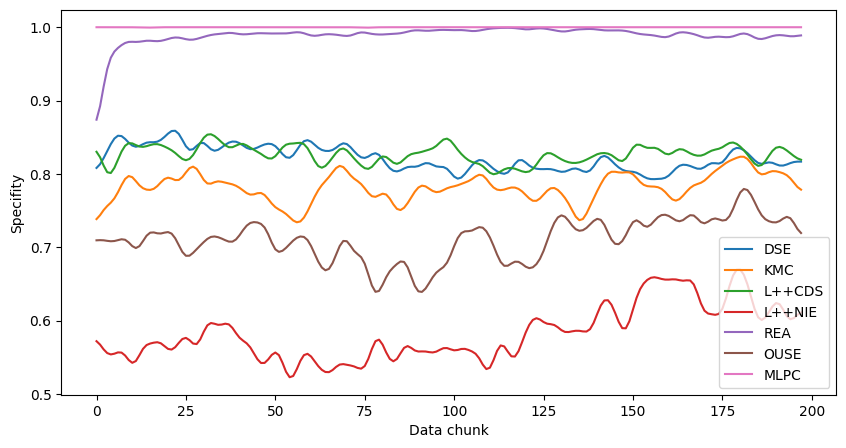 1.0
0.9
0.8
0.7
0.6
0.5
Specifity
0 25 50 75 100 125 150 175 200
Data chunk
DSE
KMC
L++CDS
L++NIE
REA
OUSE
MLPC